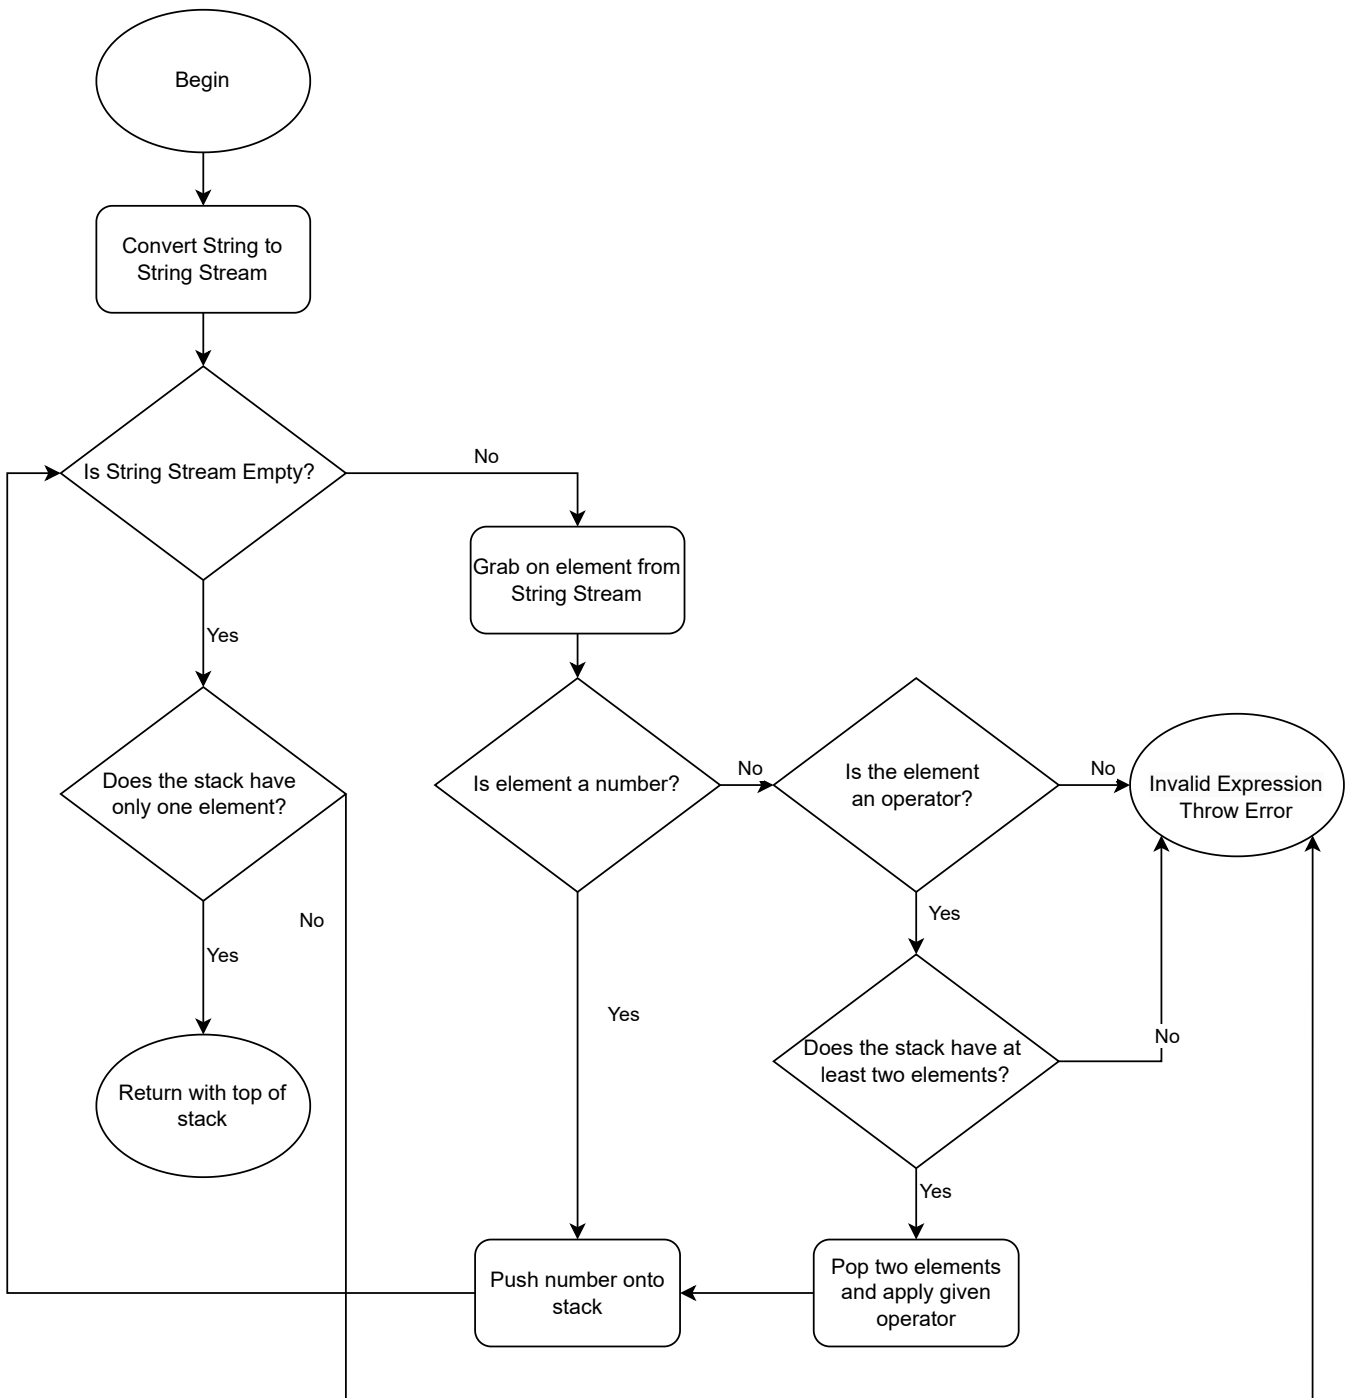 Begin
Convert String to
String Stream
Is String Stream Empty?
No
Grab on element from
String Stream
Yes
Does the stack have
only one element?
Is element a number?
No
Is the element
an operator?
No
Invalid Expression
Throw Error
No
Yes
Yes
Yes
Does the stack have at
least two elements?
No
Return with top of
stack
Yes
Push number onto
stack
Pop two elements
and apply given
operator